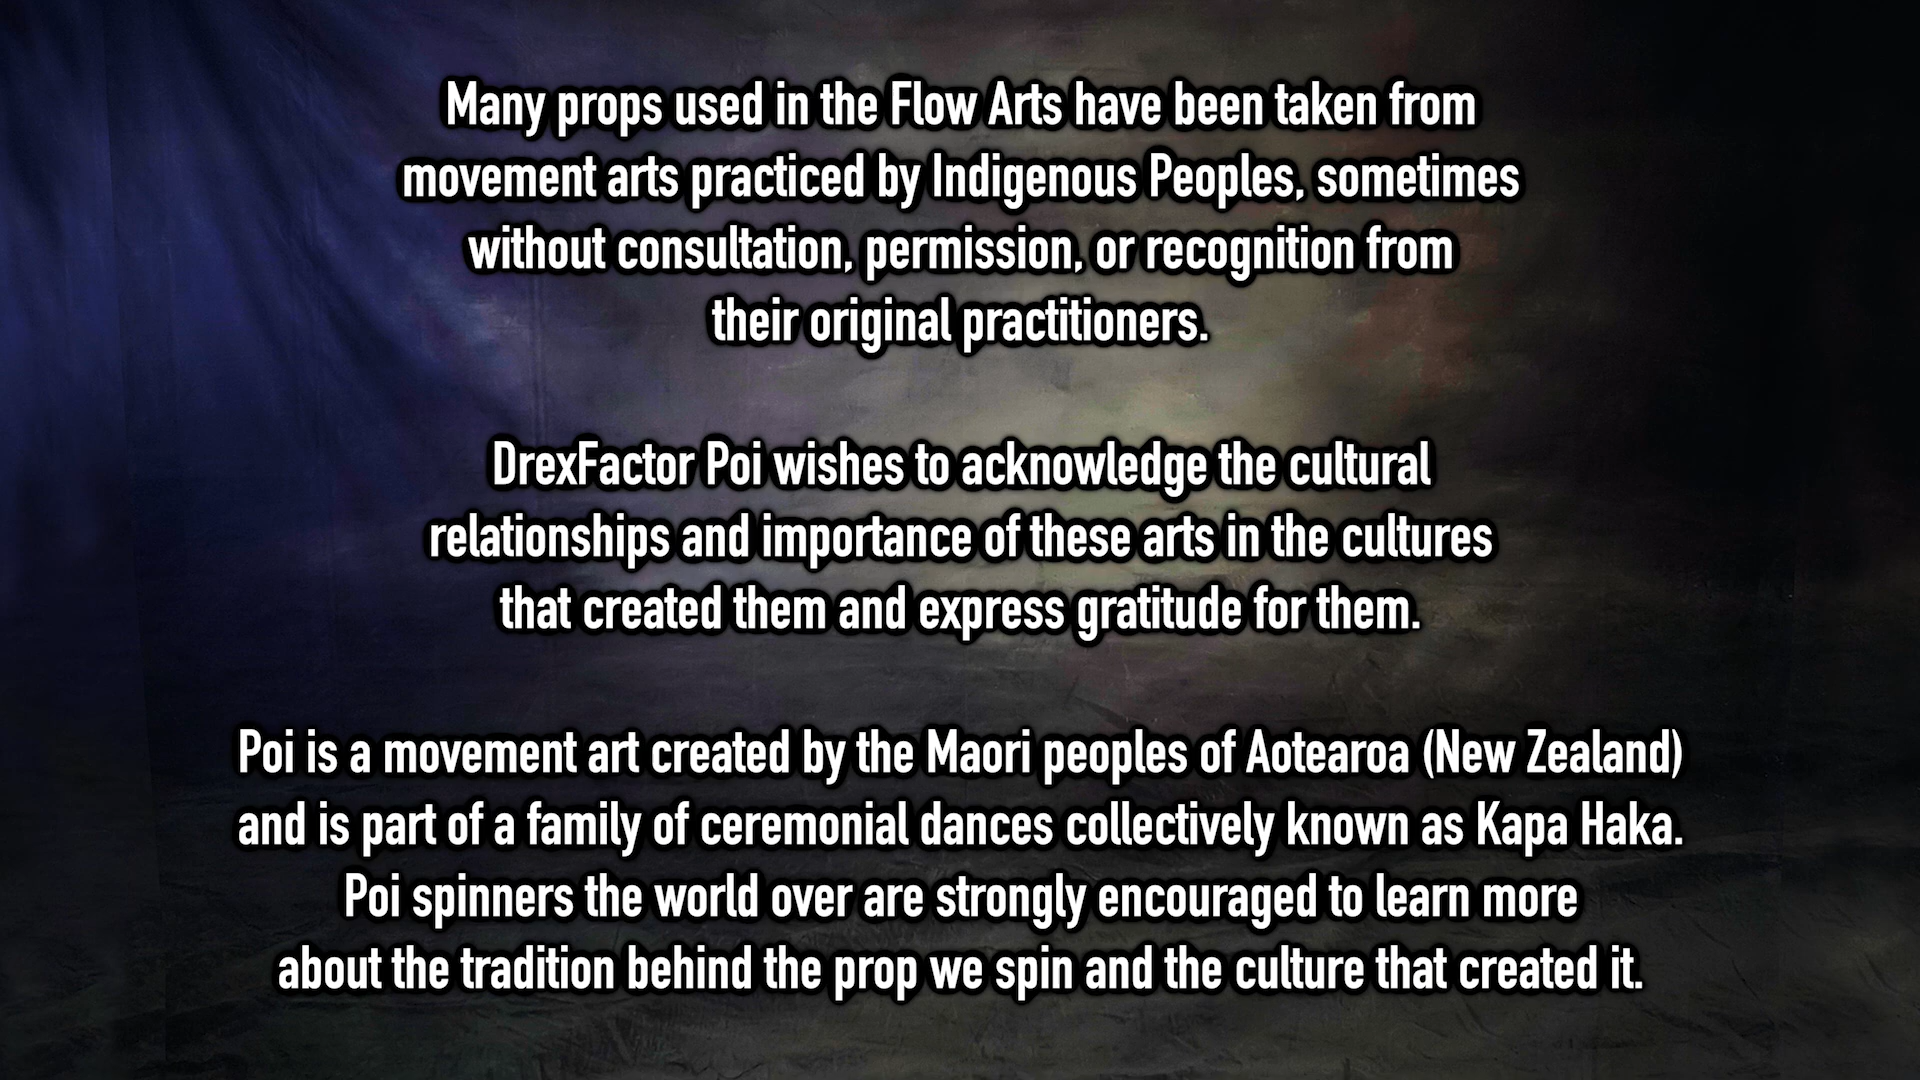 Many props used in the Flow Arts have been taken from
movement arts practiced by Indigenous Peoples, sometimes
without consultation, permission, or recognition from
their original practitioners.
DrexFactor Poi wishes to acknowledge the cultural
relationships and importance of these arts in the cultures
that created them and express gratitude for them.
Poi is a movement art created by the Maori peoples of Aotearoa (New Zealand)
and is part of a family of ceremonial dances collectively known as Kapa Haka.
Poi spinners the world over are strongly encouraged to learn more
about the tradition behind the prop we spin and the culture that created it.